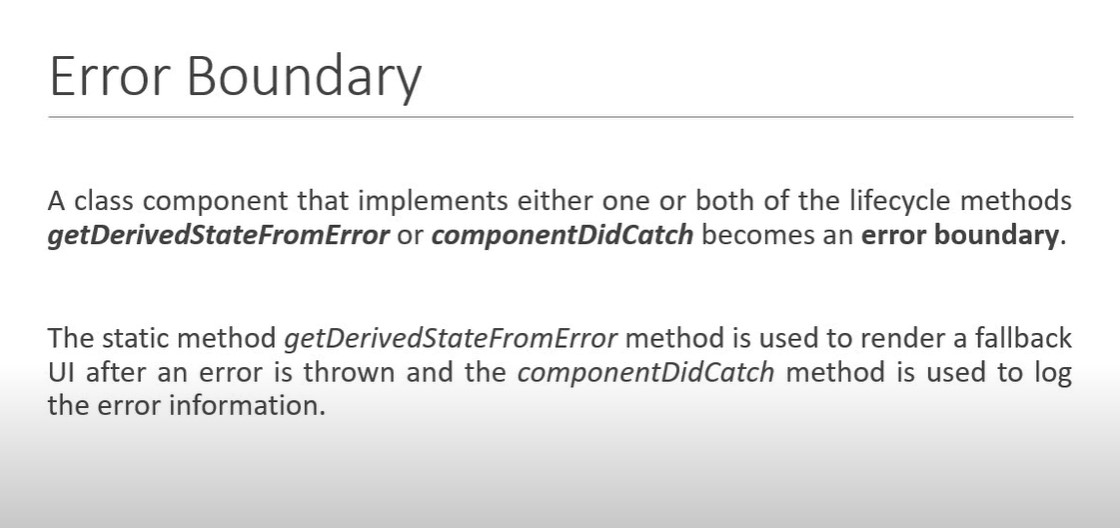 Error Boundary
A class component that implements either one or both of the lifecycle methods
getDerivedStateFromError or componentDidCatch becomes an error boundary.
The static method getDerivedStateFromError method is used to render a fallback
UI after an error is thrown and the componentDidCatch method is used to log
the error information.